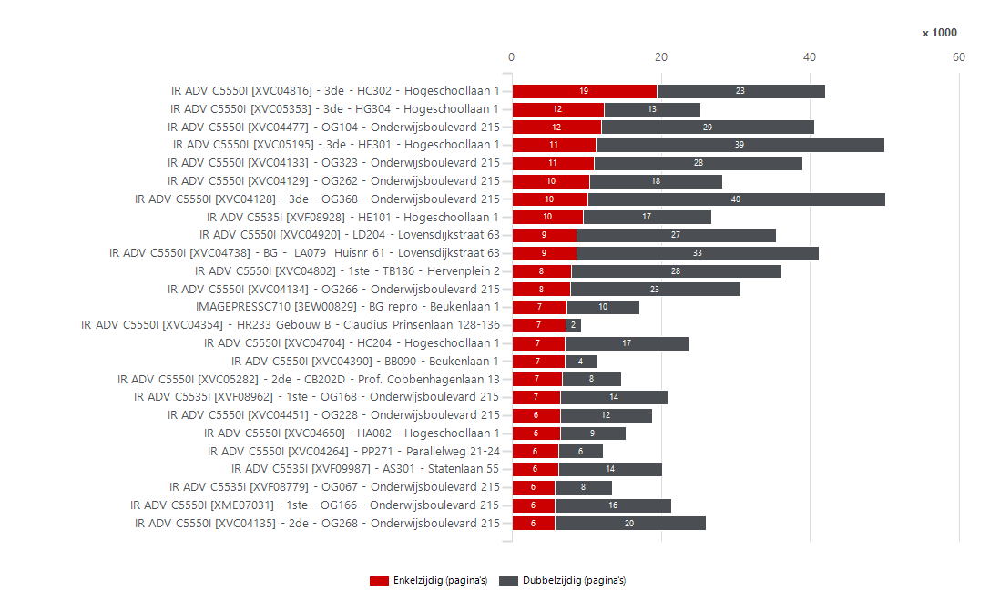 x 1000
0 20 40 60
IR ADV C5550I [XVC04816] - 3de - HC302 - Hogeschoollaan 1 19 23
IR ADV C5550I [XVC05353] - 3de - HG304 - Hogeschoollaan 1 12 13
IR ADV C5550I [XVC04477] - OG104 - Onderwijsboulevard 215 12 29
IR ADV C5550I [XVC05195] - 3de - HE301 - Hogeschoollaan 1 11 39
IR ADV C5550I [XVC04133] - OG323 - Onderwijsboulevard 215 11 28
IR ADV C5550I [XVC04129] - OG262 - Onderwijsboulevard 215 10 18
IR ADV C5550I [XVC04128] - 3de - OG368 - Onderwijsboulevard 215 10 40
IR ADV C5535I [XVF08928] - HE101 - Hogeschoollaan 1 10 17
IR ADV C5550I [XVC04920] - LD204 - Lovensdijkstraat 63 9 27
IR ADV C5550I [XVC04738] - BG - LA079 Huisnr 61 - Lovensdijkstraat 63 9 33
IR ADV C5550I [XVC04802] - 1ste - TB186 - Hervenplein 2 8 28
IR ADV C5550I [XVC04134] - OG266 - Onderwijsboulevard 215 8 23
IMAGEPRESSC710 [3EW00829] - BG repro - Beukenlaan 1 7 10
IR ADV C5550I [XVC04354] - HR233 Gebouw B - Claudius Prinsenlaan 128-136 7 2
IR ADV C5550I [XVC04704] - HC204 - Hogeschoollaan 1 7 17
IR ADV C5550I [XVC04390] - BB090 - Beukenlaan 1 7 4
IR ADV C5550I [XVC05282] - 2de - CB202D - Prof. Cobbenhagenlaan 13 7 8
IR ADV C5535I [XVF08962] - 1ste - OG168 - Onderwijsboulevard 215 7 14
IR ADV C5550I [XVC04451] - OG228 - Onderwijsboulevard 215 6 12
IR ADV C5550I [XVC04650] - HA082 - Hogeschoollaan 1 6 9
IR ADV C5550I [XVC04264] - PP271 - Parallelweg 21-24 6 6
IR ADV C5535I [XVF09987] - AS301 - Statenlaan 55 6 14
IR ADV C5535I [XVF08779] - OG067 - Onderwijsboulevard 215 6 8
IR ADV C5550I [XME07031] - 1ste - OG166 - Onderwijsboulevard 215 6 16
IR ADV C5550I [XVC04135] - 2de - OG268 - Onderwijsboulevard 215 6 20
Enkelzijdig (pagina's) Dubbelzijdig (pagina's)